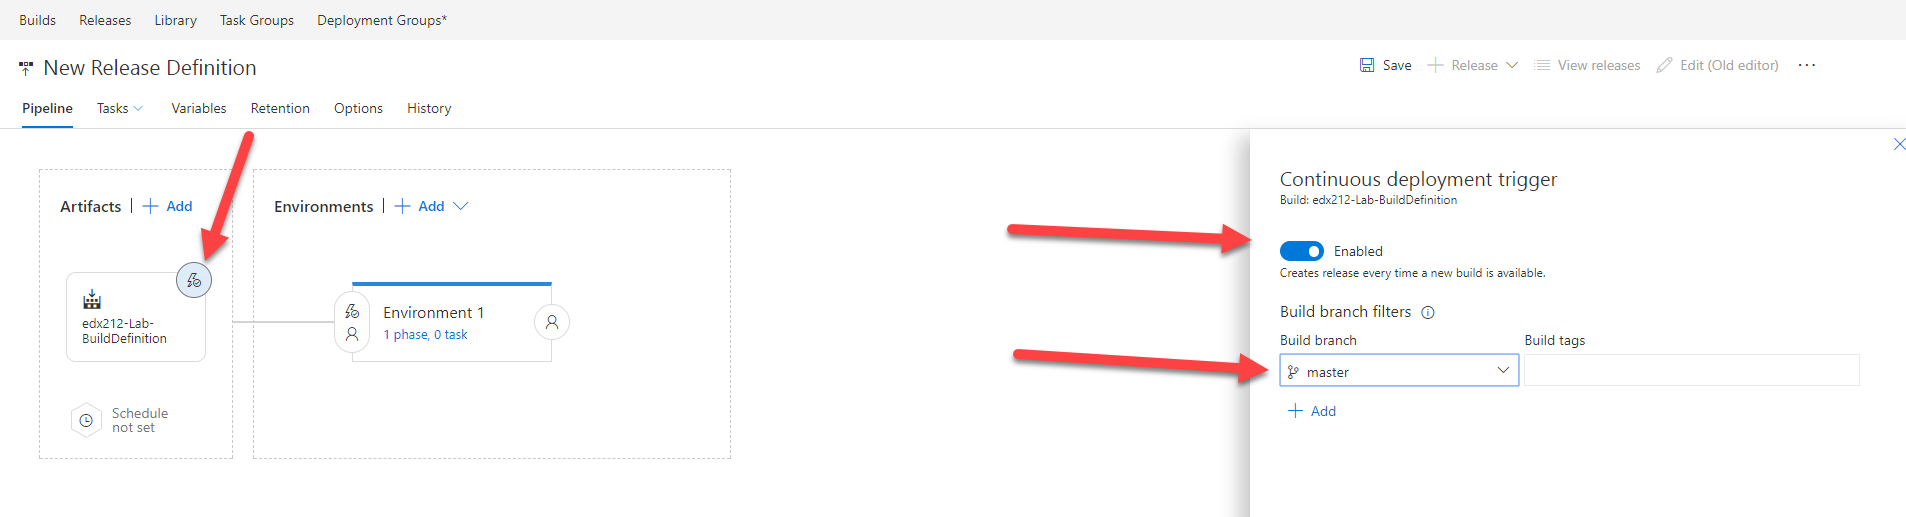 Builds Releases Library Task Groups Deployment Groups*
New Release Definition
Save Release View releases Edit (Old editor) ...
Pipeline Tasks Variables Retention Options History
Artifacts | + Add
edx212-Lab-
BuildDefinition
Schedule
not set
Environments | + Add
Environment 1
1 phase, 0 task
Continuous deployment trigger
Build: edx212-Lab-BuildDefinition
Enabled
Creates release every time a new build is available.
Build branch filters
Build branch Build tags
master
+ Add